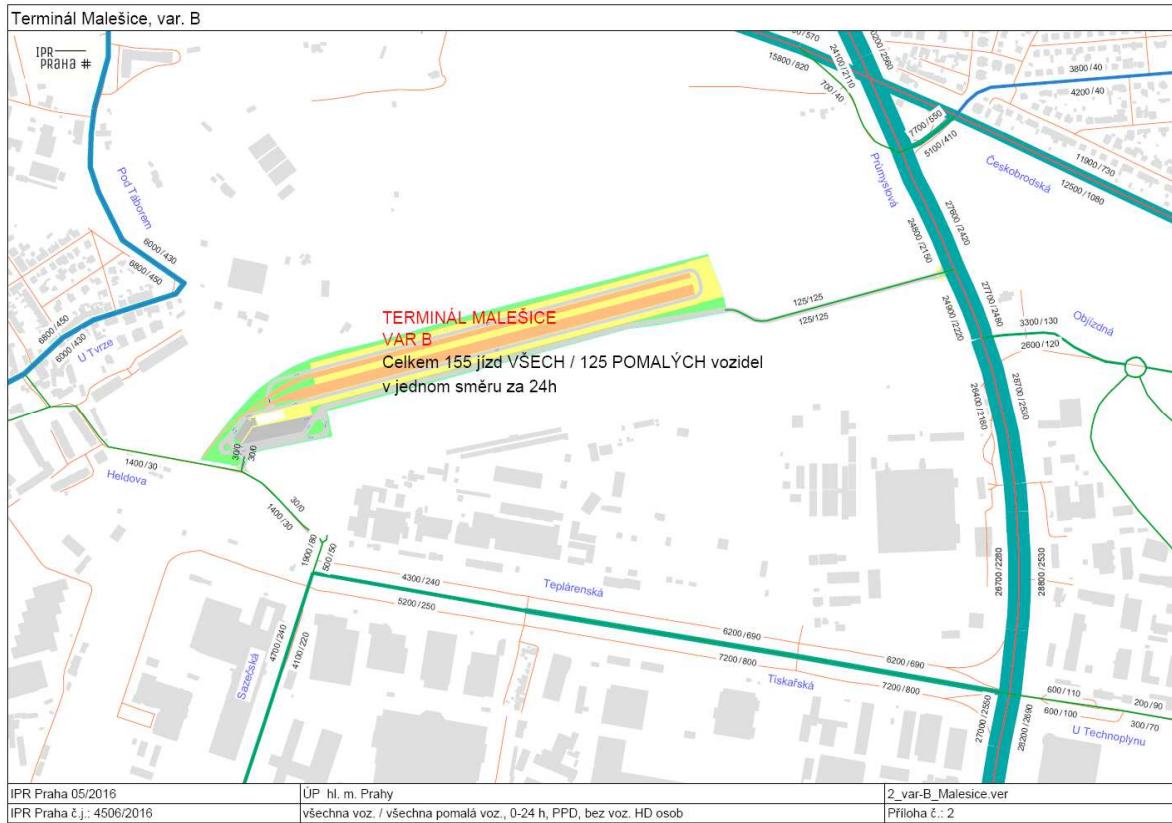 Terminál Malešice, var. B
IPR
PRAHA
15800/820
24100/2110
700/40
7700/550
5100/410
3800/40
4200/40
Českobrodská
11900/730
12500/1080
Průmyslová
27600/2420
24800/2150
Pod Táborem
6000/430
6800/450
6800/450
6000/430
U Tvrze
125/125
125/125
27700/2480
24900/2220
3300/130
2600/120
Objízdná
TERMINÁL MALEŠICE
VAR B
Celkem 155 jízd VŠECH / 125 POMALÝCH vozidel
v jednom směru za 24h
26700/2530
26400/2180
30/0
30/0
1400/30
Heldova
30/0
1400/30
1900/80
500/50
4300/240
5200/250
Teplárenská
26700/2280
28800/2530
6200/690
7200/800
6200/690
7200/800
Tiskařská
4700/240
4100/220
Sazečská
27000/2550
28200/2690
600/110
600/100
200/90
300/70
U Technoplynu
IPR Praha 05/2016
ÚP hl. m. Prahy
2_var-B_Malesice.ver
IPR Praha č.j.: 4506/2016
všechna voz. / všechna pomalá voz., 0-24 h, PPD, bez voz. HD osob
Příloha č.: 2